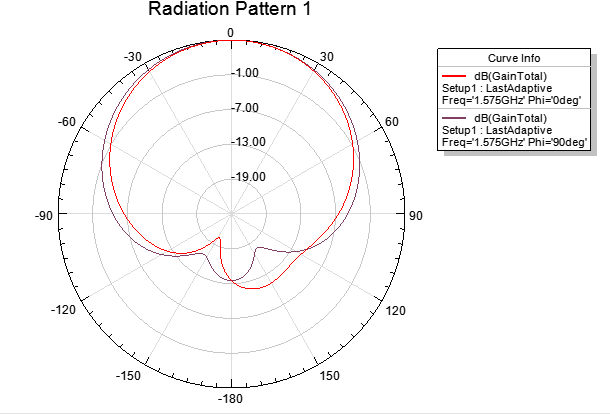 Radiation Pattern 1
0
-30
30
-1.00
-60
60
-7.00
-13.00
-19.00
-90
90
-120
120
-150
150
-180
Curve Info
dB(GainTotal)
Setup1 : LastAdaptive
Freq='1.575GHz' Phi='0deg'
dB(GainTotal)
Setup1 : LastAdaptive
Freq='1.575GHz' Phi='90deg'